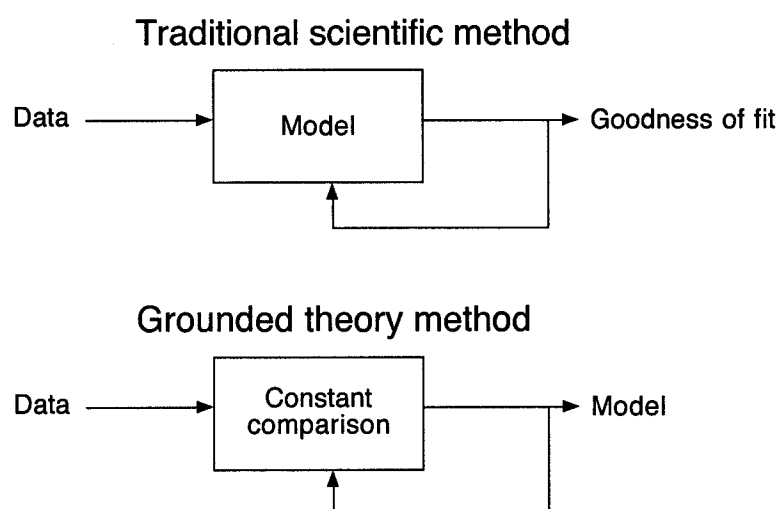 Traditional scientific method
Data
Model
Goodness of fit
Grounded theory method
Data
Constant
comparison
Model